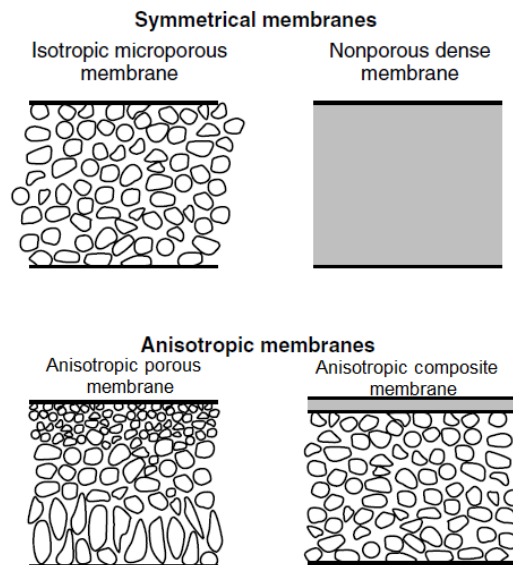 Symmetrical membranes
Isotropic microporous
membrane
Nonporous dense
membrane
Anisotropic membranes
Anisotropic porous
membrane
Anisotropic composite
membrane